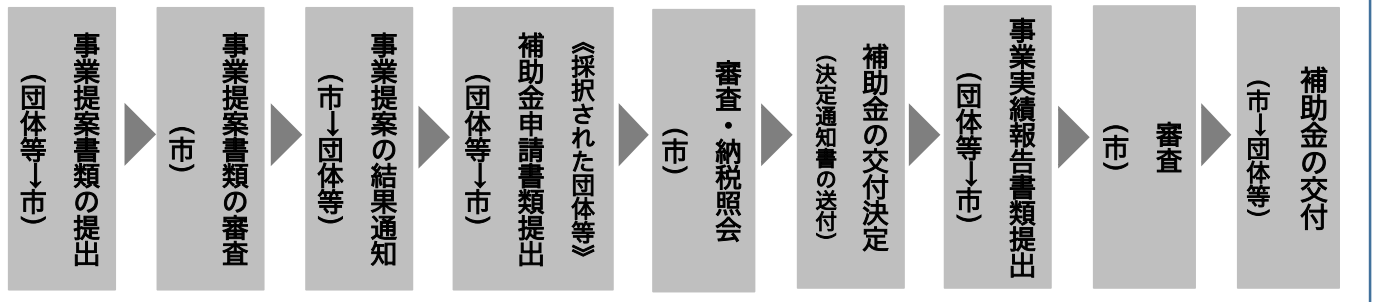 事業提案書類の提出
（団体等→市）
事業提案書類の審査
（市）
事業提案の結果通知
（市→団体等）
《採択された団体等》
補助金申請書類提出
（団体等→市）
審査・納税照会
（市）
補助金の交付決定
（決定通知書の送付）
事業実績報告書類提出
（団体等→市）
審査
（市）
補助金の交付
（市→団体等）